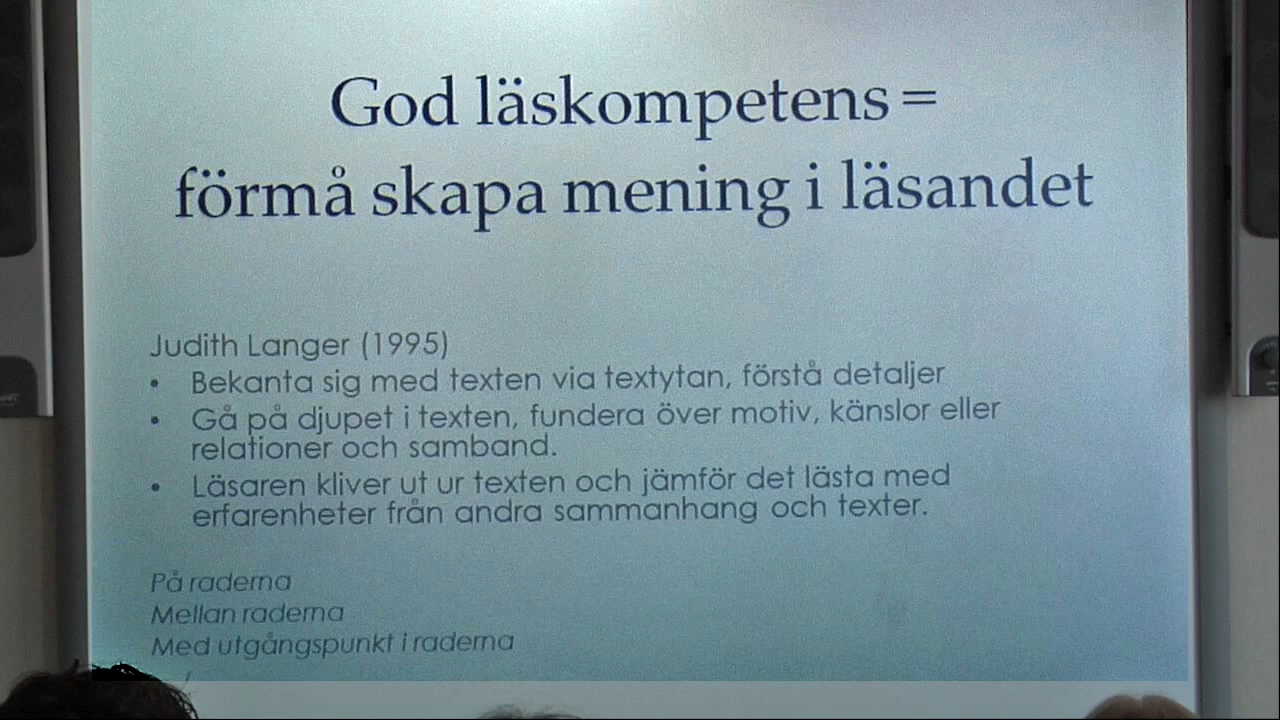 God läskompetens =
förmå skapa mening i läsandet
Judith Langer (1995)
• Bekanta sig med texten via textytan, förstå detaljer
• Gå på djupet i texten, fundera över motiv, känslor eller
relationer och samband.
• Läsaren kliver ut ur texten och jämför det lästa med
erfarenheter från andra sammanhang och texter.
På raderna
Mellan raderna
Med utgångspunkt i raderna